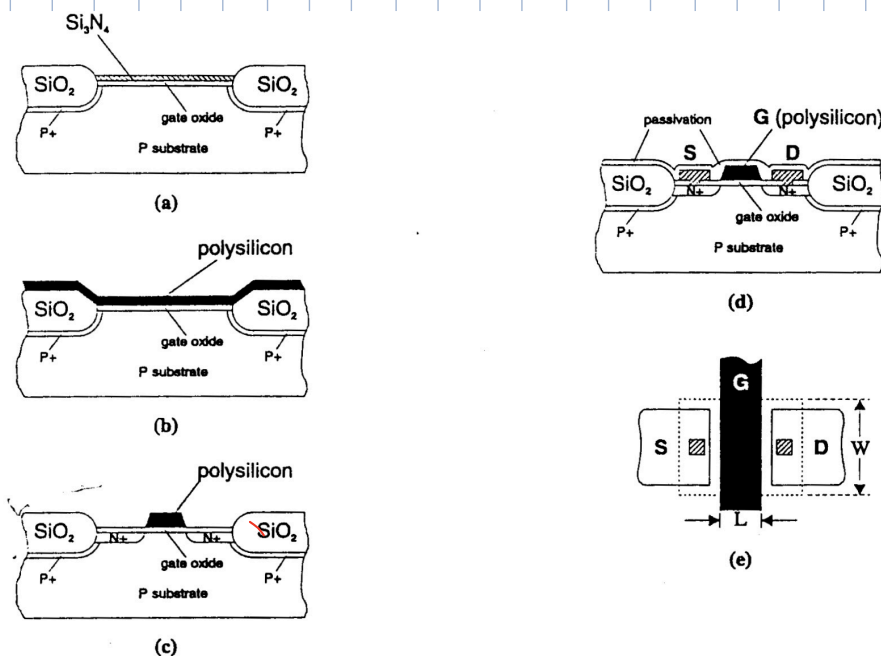 Si₃N₄
SiO₂ SiO₂
gate oxide
P+ P+
P substrate
(a)
polysilicon
SiO₂ SiO₂
gate oxide
P+ P+
P substrate
(b)
polysilicon
SiO₂ SiO₂
N+ N+
gate oxide
P+ P+
P substrate
(c)
passivation G (polysilicon)
S D
SiO₂ SiO₂
N+ N+
gate oxide
P+ P+
P substrate
(d)
G
S D W
L
(e)